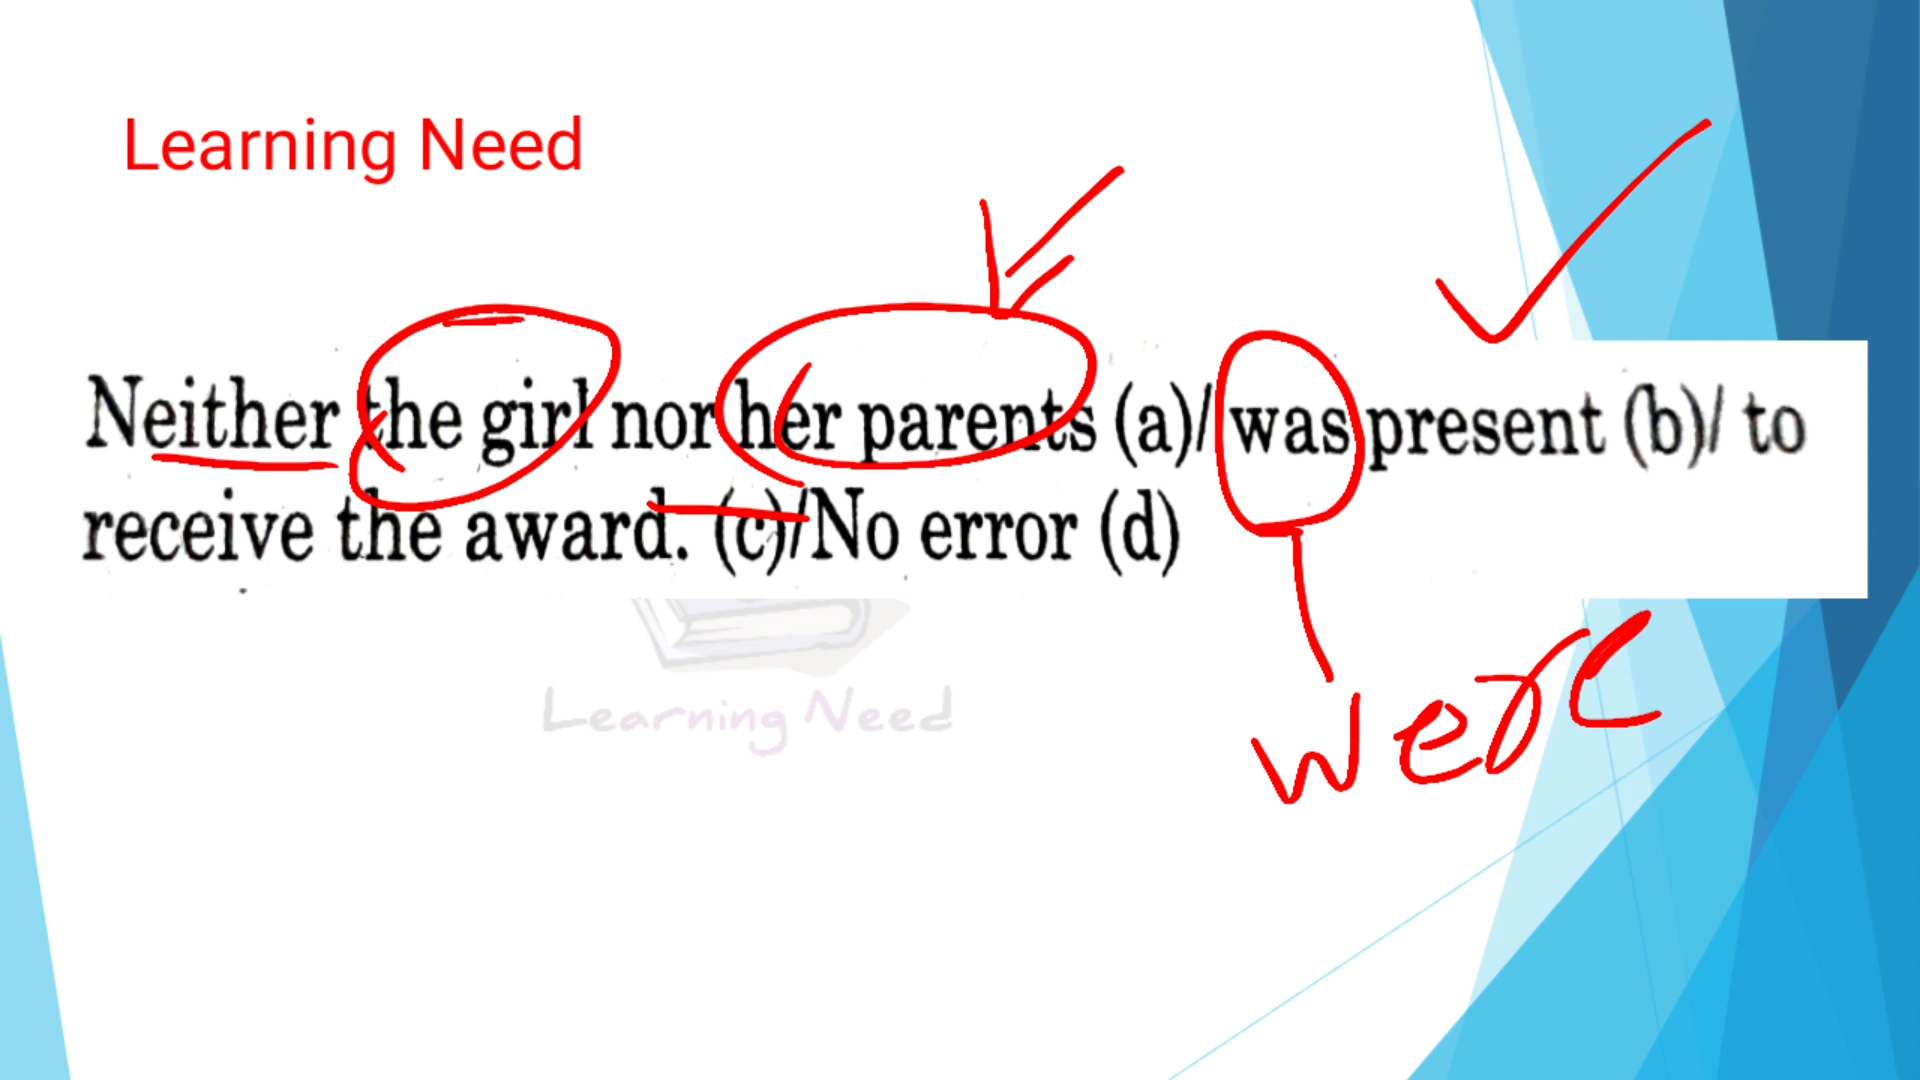 Learning Need
Neither the girl nor her parents (a)/ was present (b)/ to
receive the award. (c)/No error (d)
Learning Need
were